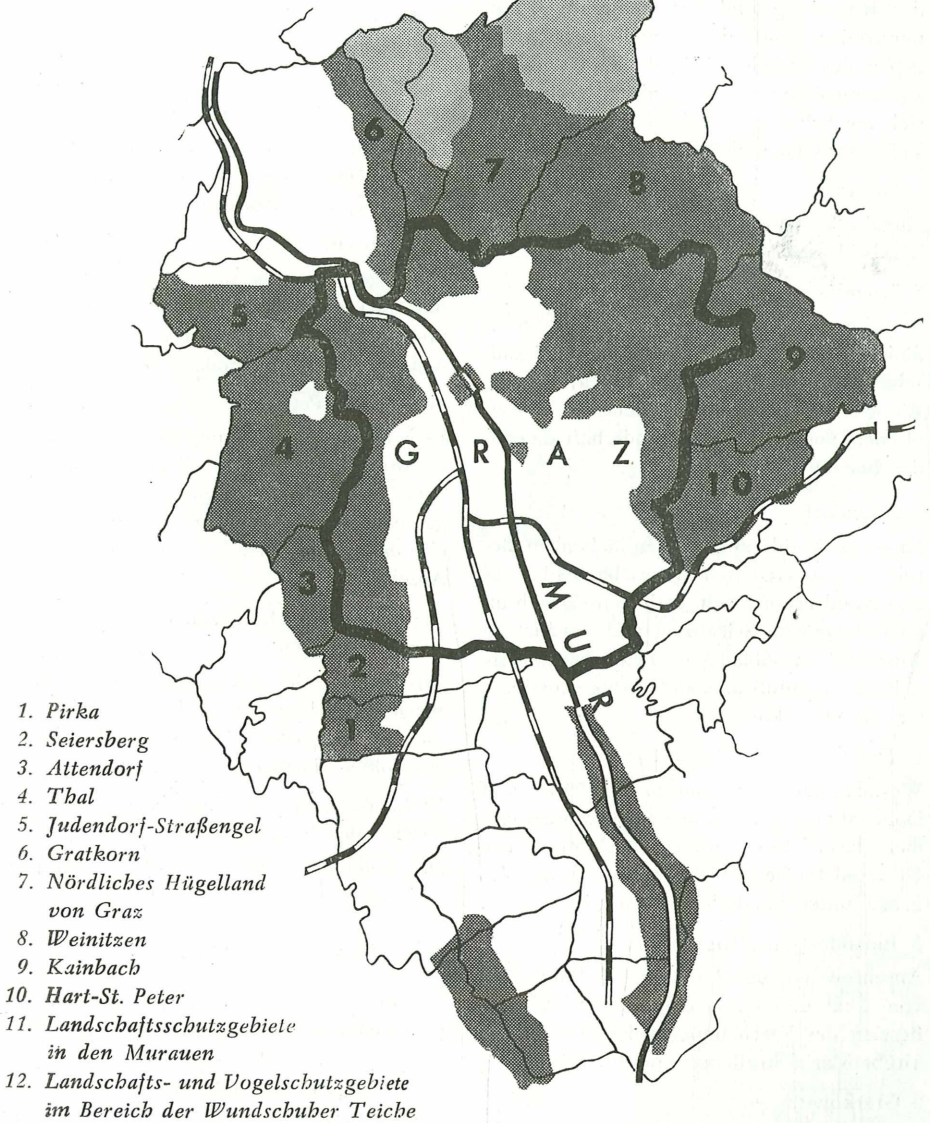 6
7
8
5
9
4
G R A Z
10
3
M U R
2
1
1. Pirka
2. Seiersberg
3. Attendorf
4. Thal
5. Judendorf-Straßengel
6. Gratkorn
7. Nördliches Hügelland
von Graz
8. Weinitzen
9. Kainbach
10. Hart-St. Peter
11. Landschaftsschutzgebiete
in den Murauen
12. Landschafts- und Vogelschutzgebiete
im Bereich der Wundschuher Teiche